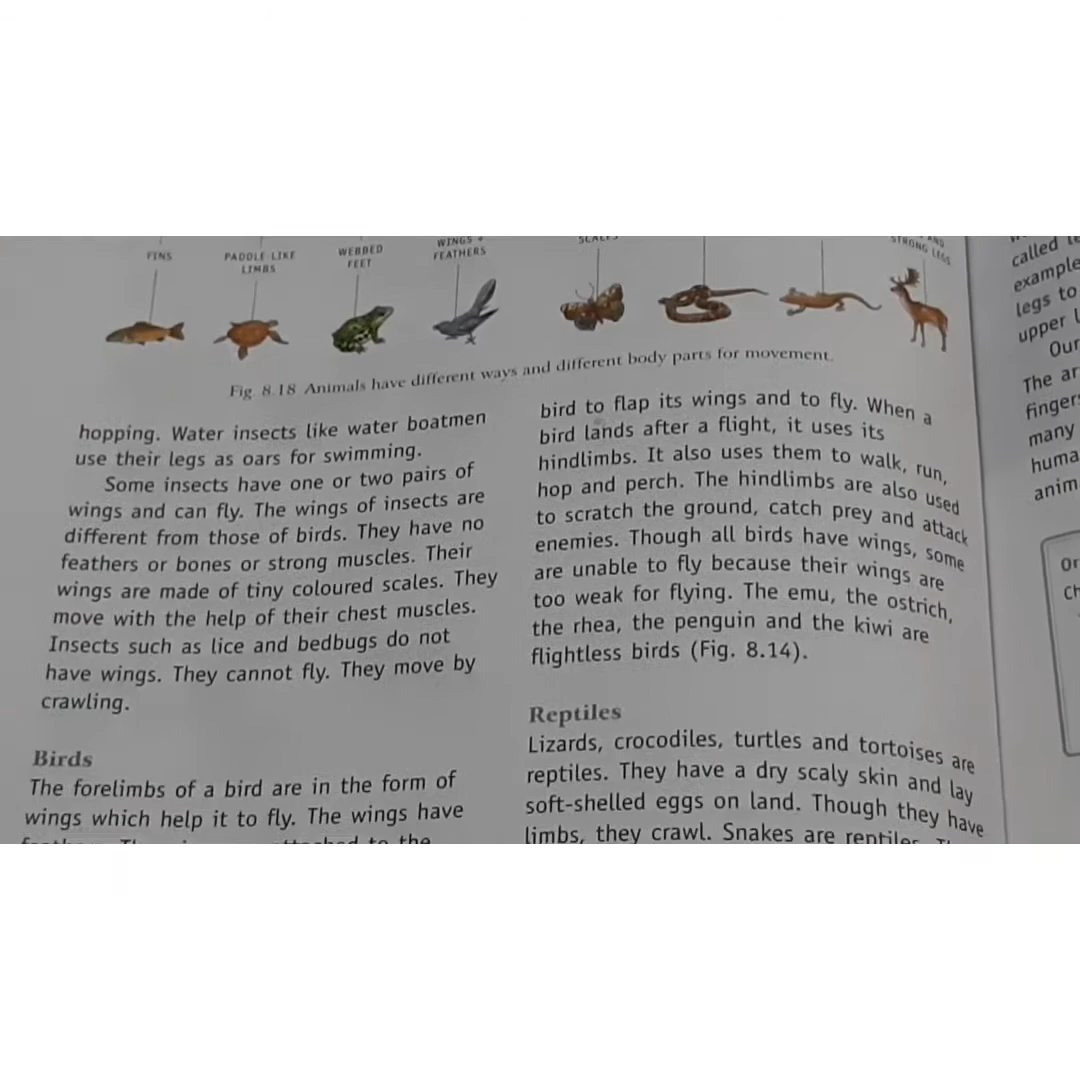 FINS
PADDLE-LIKE
LIMBS
WEBBED
FEET
WINGS +
FEATHERS
SCALES
AND
STRONG LEGS
Fig. 8.18 Animals have different ways and different body parts for movement.
hopping. Water insects like water boatmen
use their legs as oars for swimming.
Some insects have one or two pairs of
wings and can fly. The wings of insects are
different from those of birds. They have no
feathers or bones or strong muscles. Their
wings are made of tiny coloured scales. They
move with the help of their chest muscles.
Insects such as lice and bedbugs do not
have wings. They cannot fly. They move by
crawling.
Birds
The forelimbs of a bird are in the form of
wings which help it to fly. The wings have
attached to the
bird to flap its wings and to fly. When a
bird lands after a flight, it uses its
hindlimbs. It also uses them to walk, run,
hop and perch. The hindlimbs are also used
to scratch the ground, catch prey and attack
enemies. Though all birds have wings, some
are unable to fly because their wings are
too weak for flying. The emu, the ostrich,
the rhea, the penguin and the kiwi are
flightless birds (Fig. 8.14).
Reptiles
Lizards, crocodiles, turtles and tortoises are
reptiles. They have a dry scaly skin and lay
soft-shelled eggs on land. Though they have
limbs, they crawl. Snakes are reptiles.
called
example
legs to
upper
Our
The
many